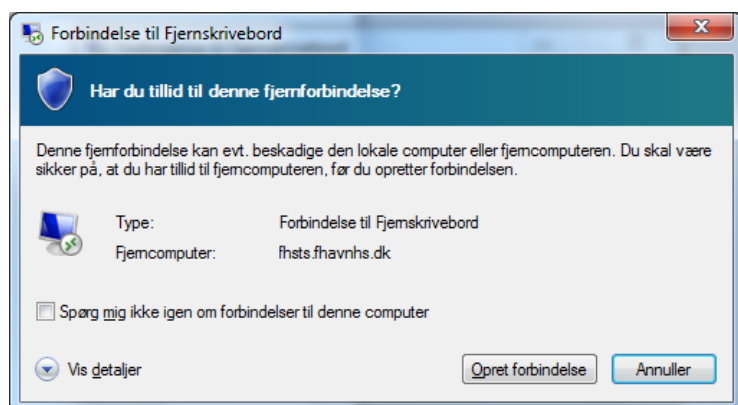 Forbindelse til Fjernskrivebord
Har du tillid til denne fjernforbindelse?
Denne fjernforbindelse kan evt. beskadige den lokale computer eller fjerncomputeren. Du skal være
sikker på, at du har tillid til fjerncomputeren, før du opretter forbindelsen.
Type: Forbindelse til Fjernskrivebord
Fjerncomputer: fhsts.fhavnhs.dk
Spørg mig ikke igen om forbindelser til denne computer
Vis detaljer Opret forbindelse Annuller